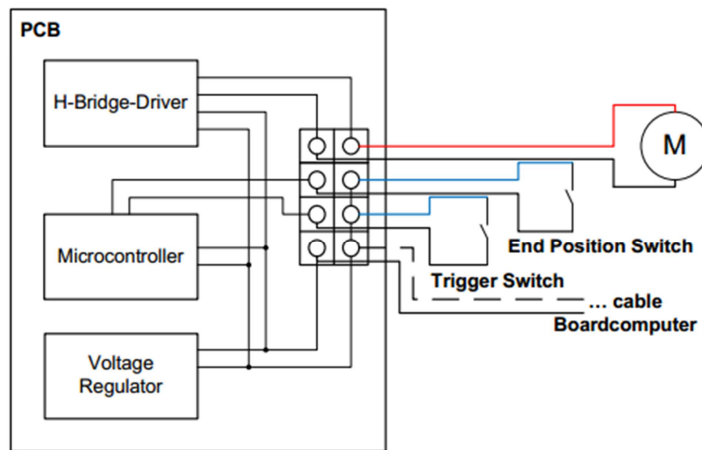 PCB
H-Bridge-Driver
M
End Position Switch
Microcontroller
Trigger Switch
... cable
Boardcomputer
Voltage
Regulator